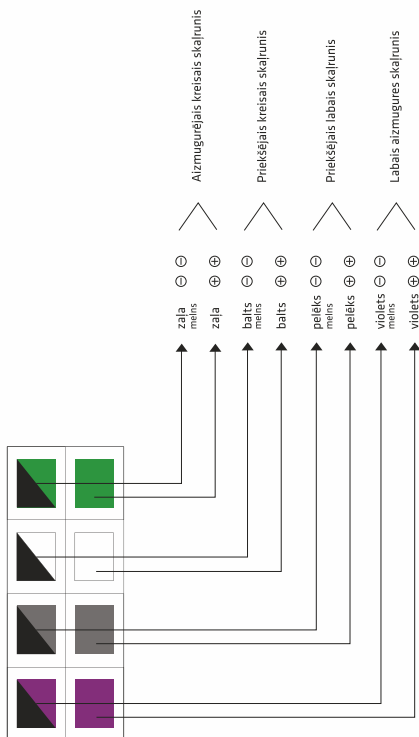 zaļa ⊖ ⊖
melns
Aizmugurējais kreisais skaļrunis
zaļa ⊕ ⊕
balts ⊖ ⊖
melns
Priekšējais kreisais skaļrunis
balts ⊕ ⊕
pelēks ⊖ ⊖
melns
Priekšējais labais skaļrunis
pelēks ⊕ ⊕
violets ⊖ ⊖
melns
Labais aizmugures skaļrunis
violets ⊕ ⊕